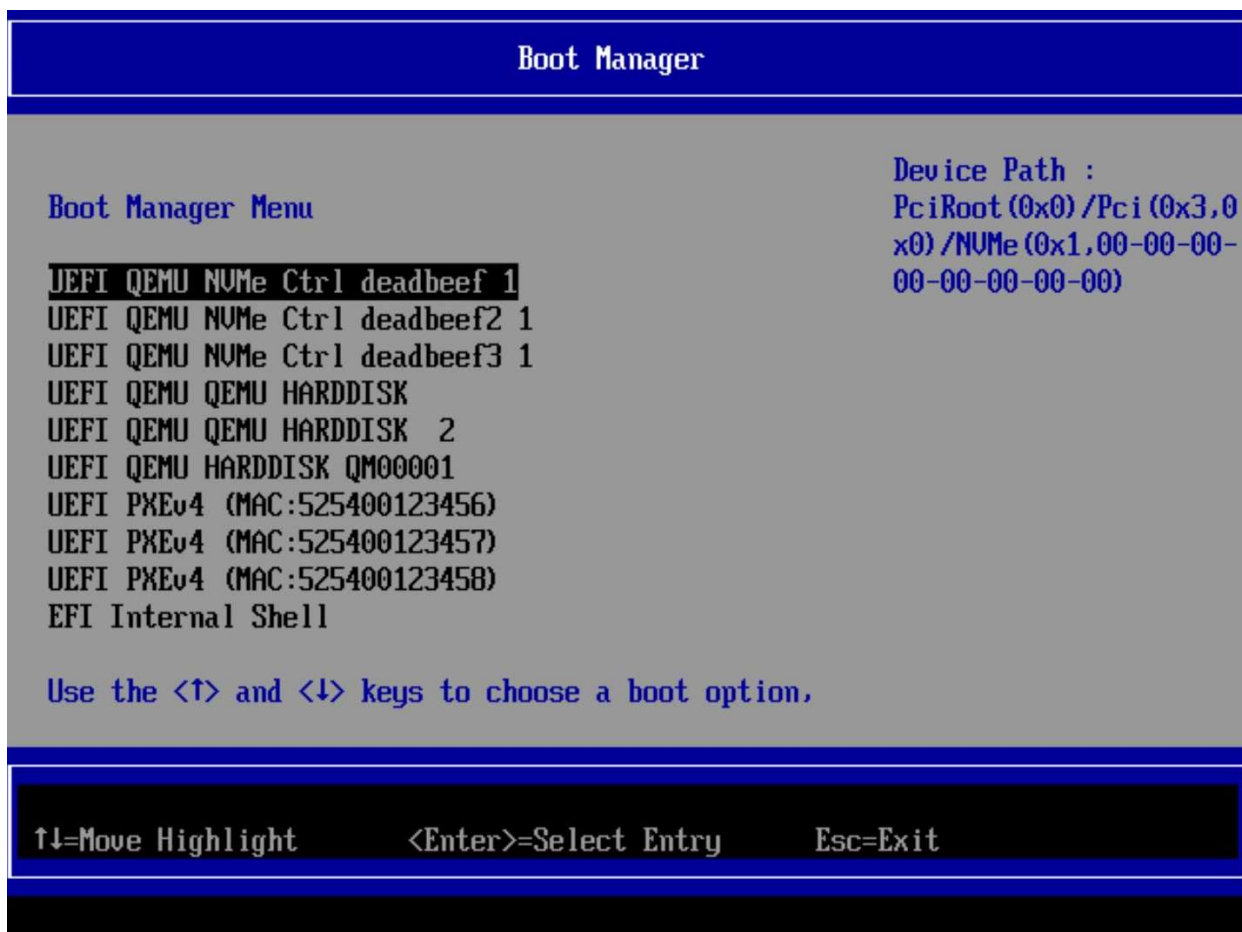 Boot Manager
Device Path :
Boot Manager Menu
PciRoot(0x0)/Pci(0x3,0
x0)/NVMe(0x1,00-00-00-
UEFI QEMU NVMe Ctrl deadbeef 1
00-00-00-00-00)
UEFI QEMU NVMe Ctrl deadbeef2 1
UEFI QEMU NVMe Ctrl deadbeef3 1
UEFI QEMU QEMU HARDDISK
UEFI QEMU QEMU HARDDISK  2
UEFI QEMU HARDDISK QM00001
UEFI PXEv4 (MAC:525400123456)
UEFI PXEv4 (MAC:525400123457)
UEFI PXEv4 (MAC:525400123458)
EFI Internal Shell
Use the <↑> and <↓> keys to choose a boot option,
↑↓=Move Highlight
<Enter>=Select Entry
Esc=Exit